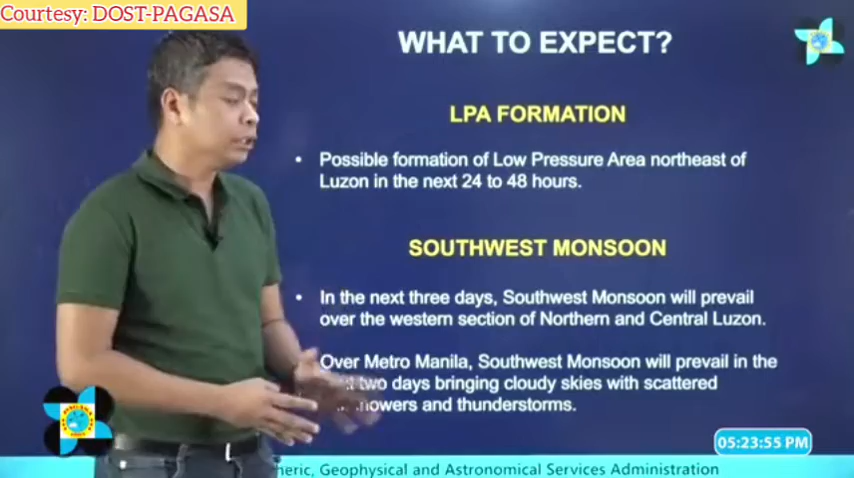 Courtesy: DOST-PAGASA
WHAT TO EXPECT?
LPA FORMATION
• Possible formation of Low Pressure Area northeast of
Luzon in the next 24 to 48 hours.
SOUTHWEST MONSOON
• In the next three days, Southwest Monsoon will prevail
over the western section of Northern and Central Luzon.
Over Metro Manila, Southwest Monsoon will prevail in the
two days bringing cloudy skies with scattered
and thunderstorms.
05:23:55 PM
Geophysical and Astronomical Services Administration